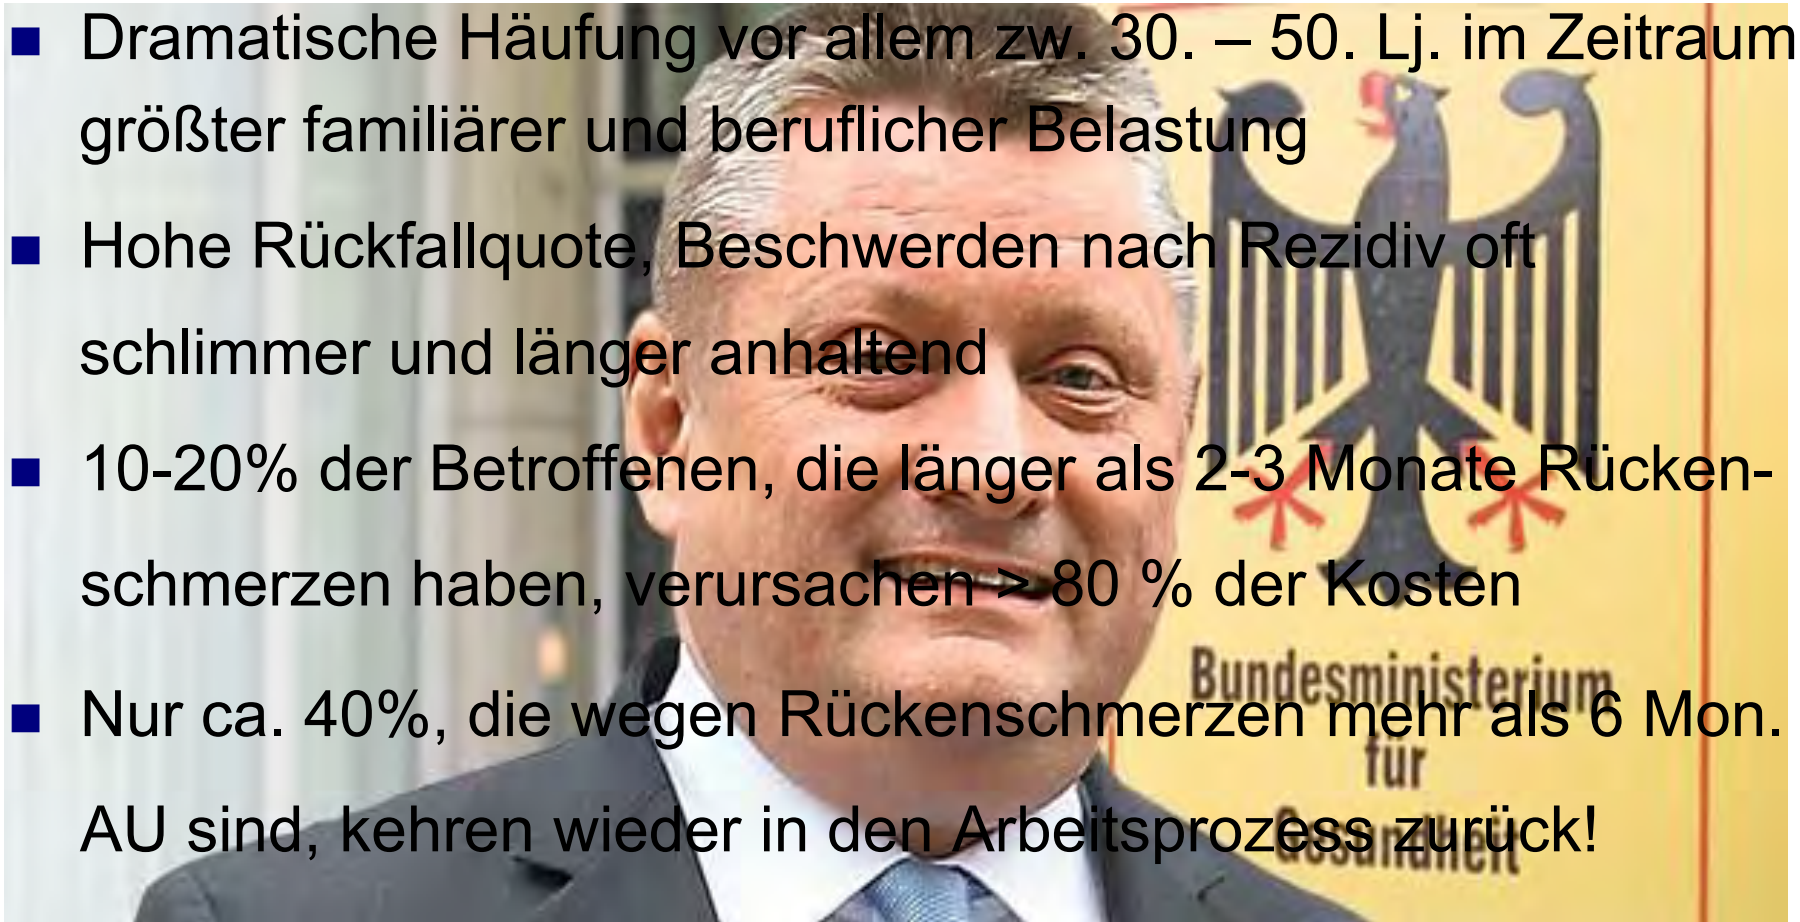 Dramatische Häufung vor allem zw. 30. – 50. Lj. im Zeitraum
größter familiärer und beruflicher Belastung
Hohe Rückfallquote, Beschwerden nach Rezidiv oft
schlimmer und länger anhaltend
10-20% der Betroffenen, die länger als 2-3 Monate Rücken-
schmerzen haben, verursachen > 80 % der Kosten
Nur ca. 40%, die wegen Rückenschmerzen mehr als 6 Mon.
AU sind, kehren wieder in den Arbeitsprozess zurück!
Bundesministerium
für
Gesundheit